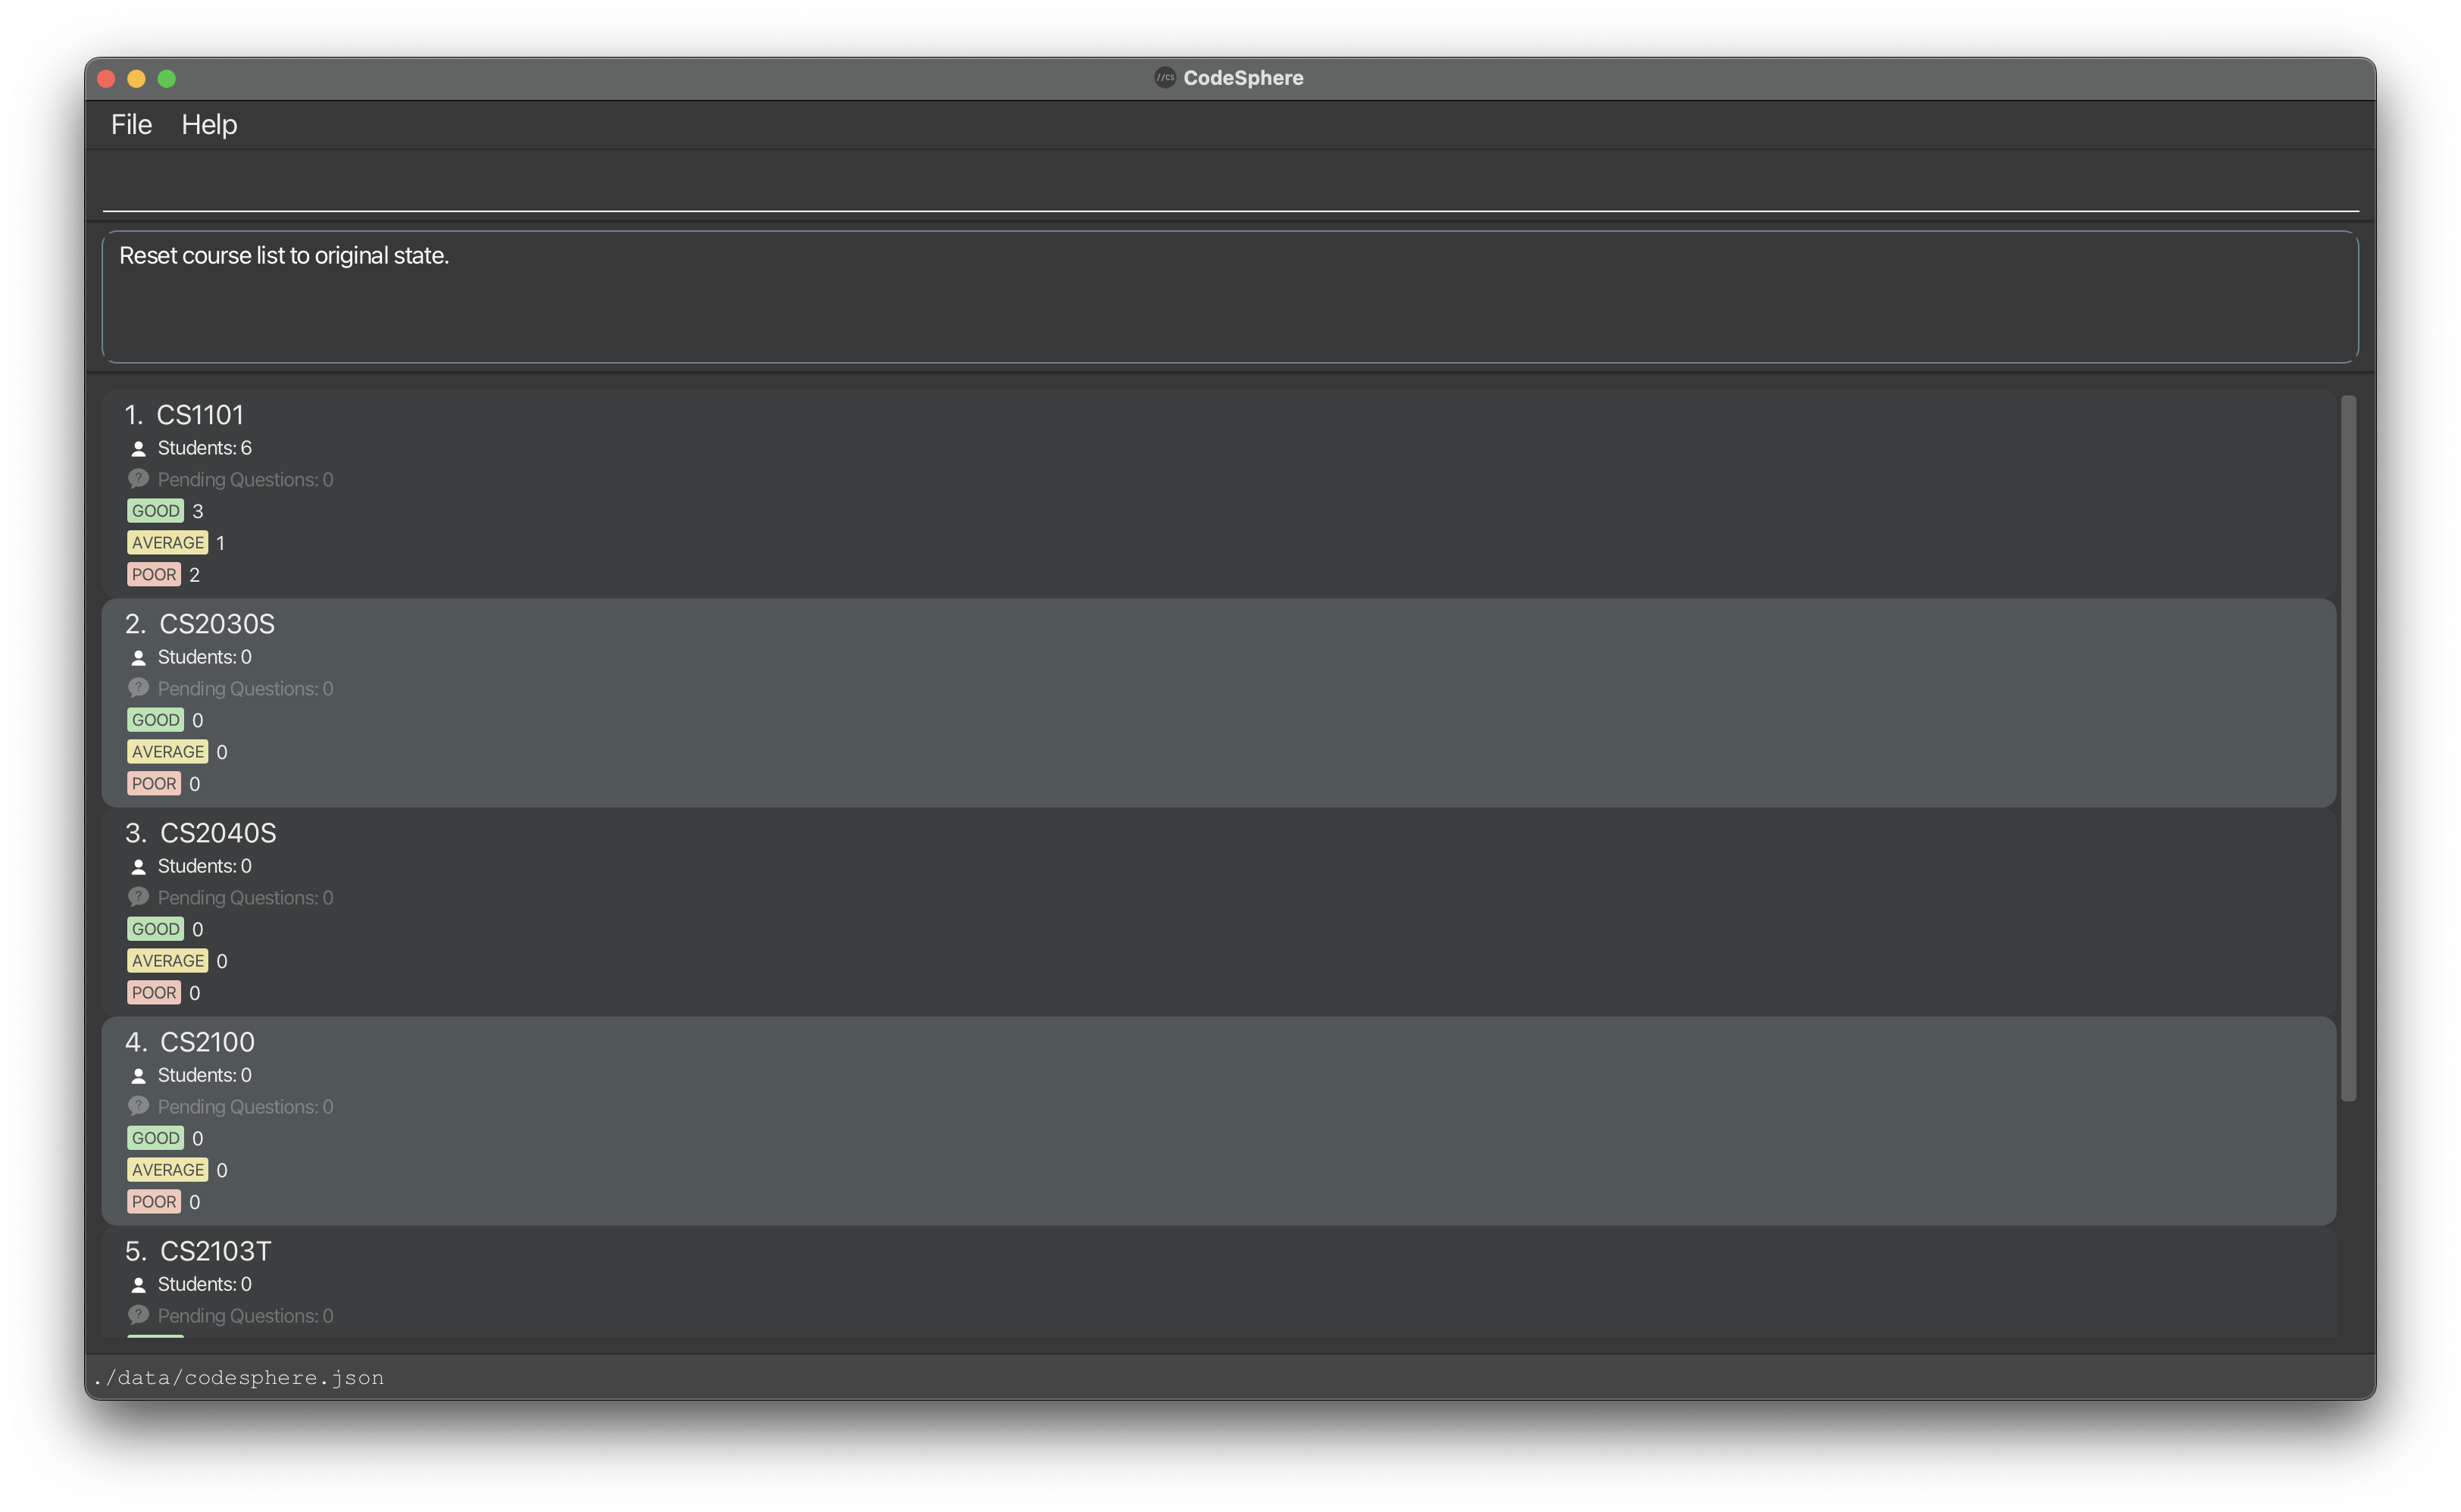 //CS CodeSphere
File Help
Reset course list to original state.
1. CS1101
Students: 6
? Pending Questions: 0
GOOD 3
AVERAGE 1
POOR 2
2. CS2030S
Students: 0
? Pending Questions: 0
GOOD 0
AVERAGE 0
POOR 0
3. CS2040S
Students: 0
? Pending Questions: 0
GOOD 0
AVERAGE 0
POOR 0
4. CS2100
Students: 0
? Pending Questions: 0
GOOD 0
AVERAGE 0
POOR 0
5. CS2103T
Students: 0
? Pending Questions: 0
./data/codesphere.json